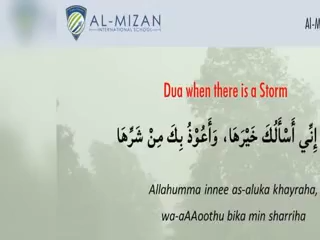 AL-MIZAN
INTERNATIONAL SCHOOL
Al-M
Dua when there is a Storm
إِنِّي أَسْأَلُكَ خَيْرَهَا، وَأَعُوْذُ بِكَ مِنْ شَرِّهَا
Allahumma innee as-aluka khayraha,
wa-aAAoothu bika min sharriha